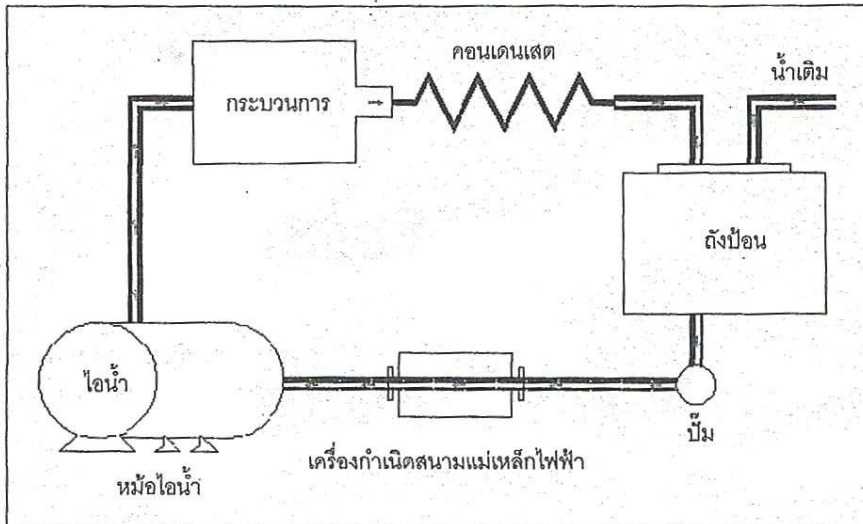 คอนเดนเสต
น้ำเติม
กระบวนการ
ถังป้อน
ไอน้ำ
ปั๊ม
เครื่องกำเนิดสนามแม่เหล็กไฟฟ้า
หม้อไอน้ำ